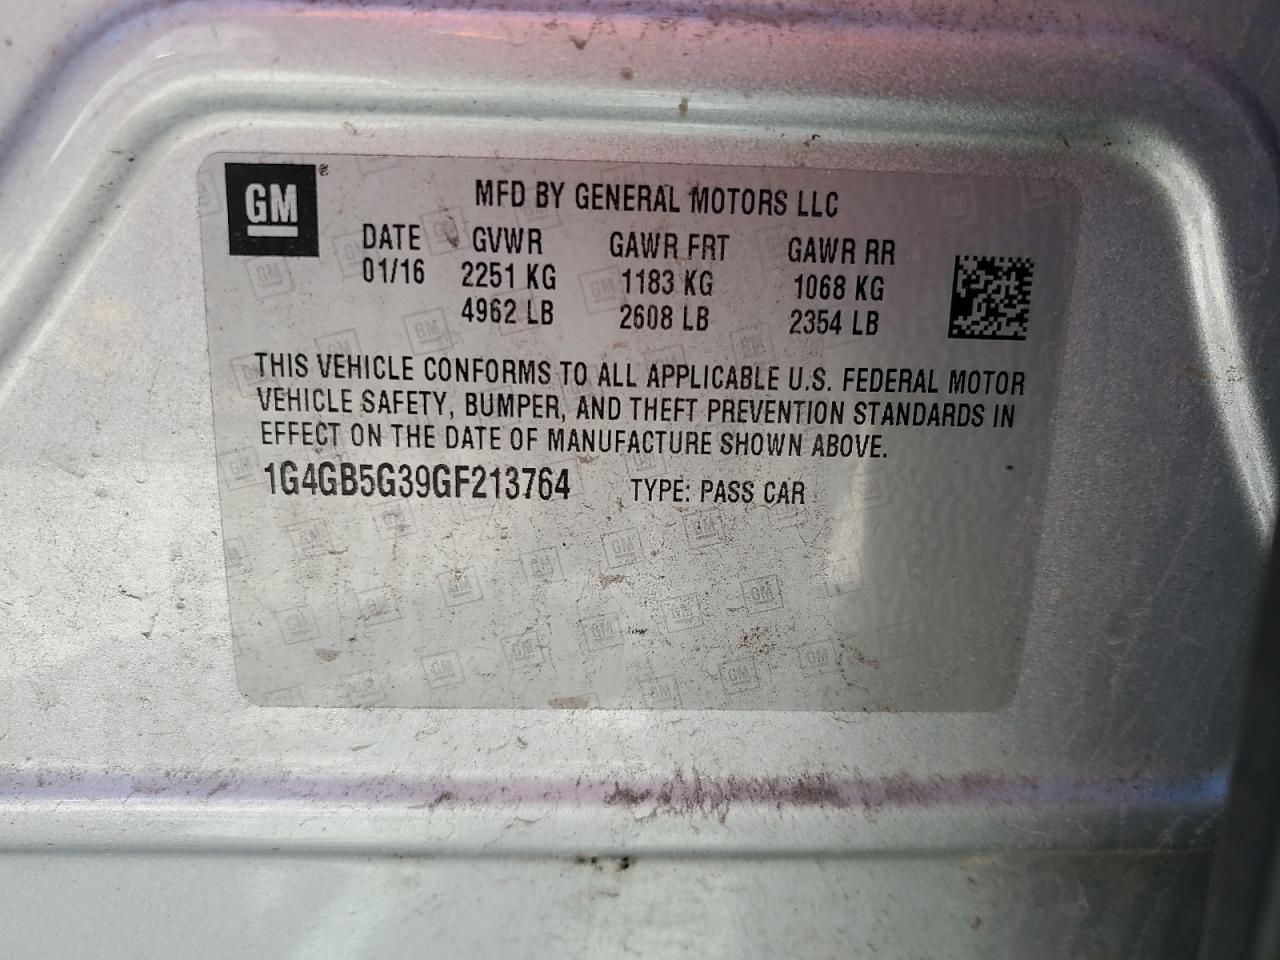 GM®
MFD BY GENERAL MOTORS LLC
DATE GVWR GAWR FRT GAWR RR
01/16 2251 KG 1183 KG 1068 KG
4962 LB 2608 LB 2354 LB
THIS VEHICLE CONFORMS TO ALL APPLICABLE U.S. FEDERAL MOTOR
VEHICLE SAFETY, BUMPER, AND THEFT PREVENTION STANDARDS IN
EFFECT ON THE DATE OF MANUFACTURE SHOWN ABOVE.
1G4GB5G39GF213764 TYPE: PASS CAR